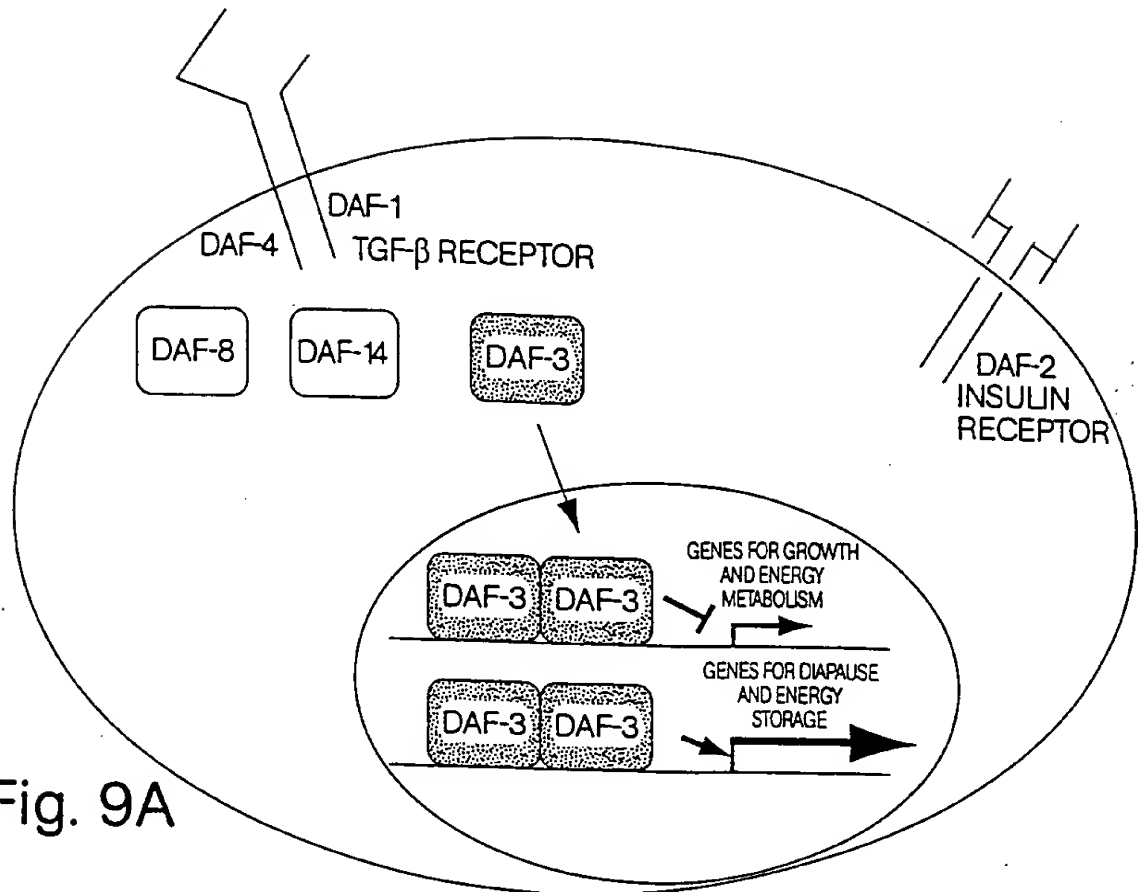 DAF-1
DAF-4
TGF-β RECEPTOR
DAF-8
DAF-14
DAF-3
DAF-2
INSULIN
RECEPTOR
GENES FOR GROWTH
AND ENERGY
METABOLISM
DAF-3
DAF-3
GENES FOR DIAPAUSE
AND ENERGY
STORAGE
DAF-3
DAF-3
Fig. 9A